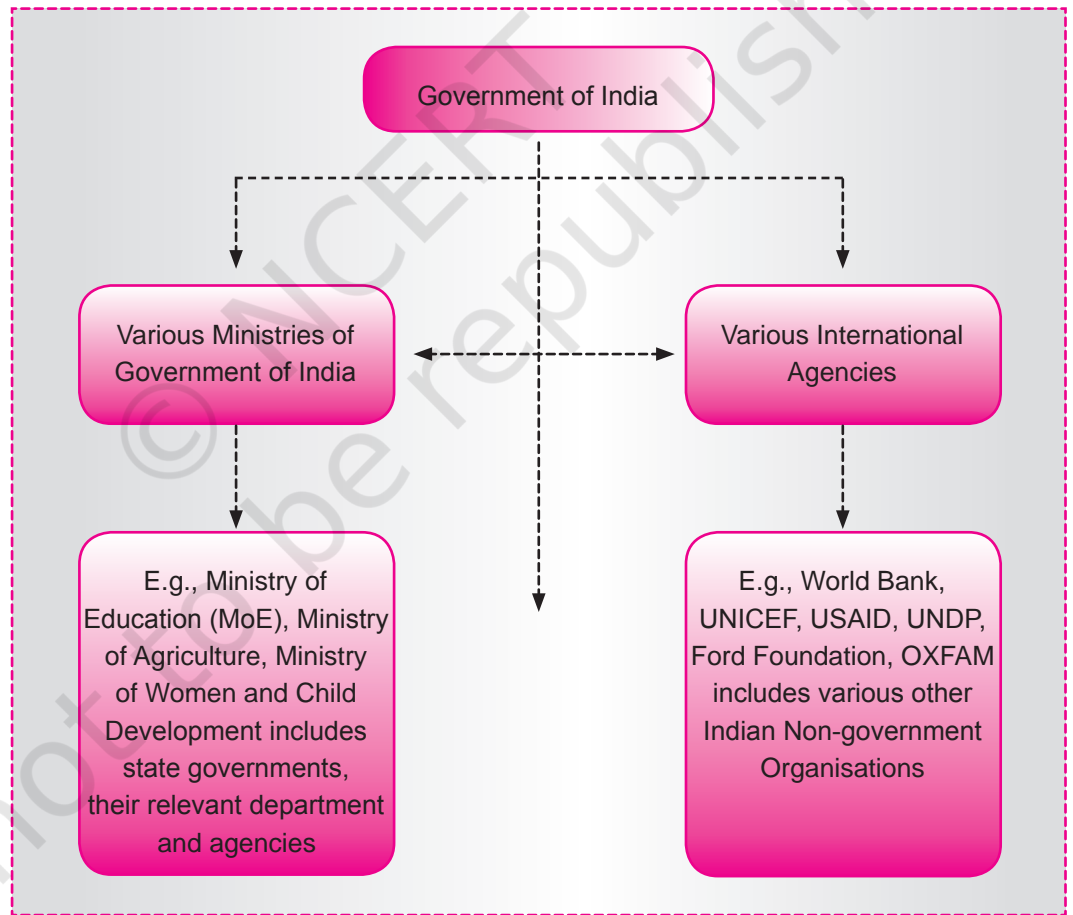 Government of India
Various Ministries of
Government of India
Various International
Agencies
E.g., Ministry of
Education (MoE), Ministry
of Agriculture, Ministry
of Women and Child
Development includes
state governments,
their relevant department
and agencies
E.g., World Bank,
UNICEF, USAID, UNDP,
Ford Foundation, OXFAM
includes various other
Indian Non-government
Organisations
© NCERT
not to be republish